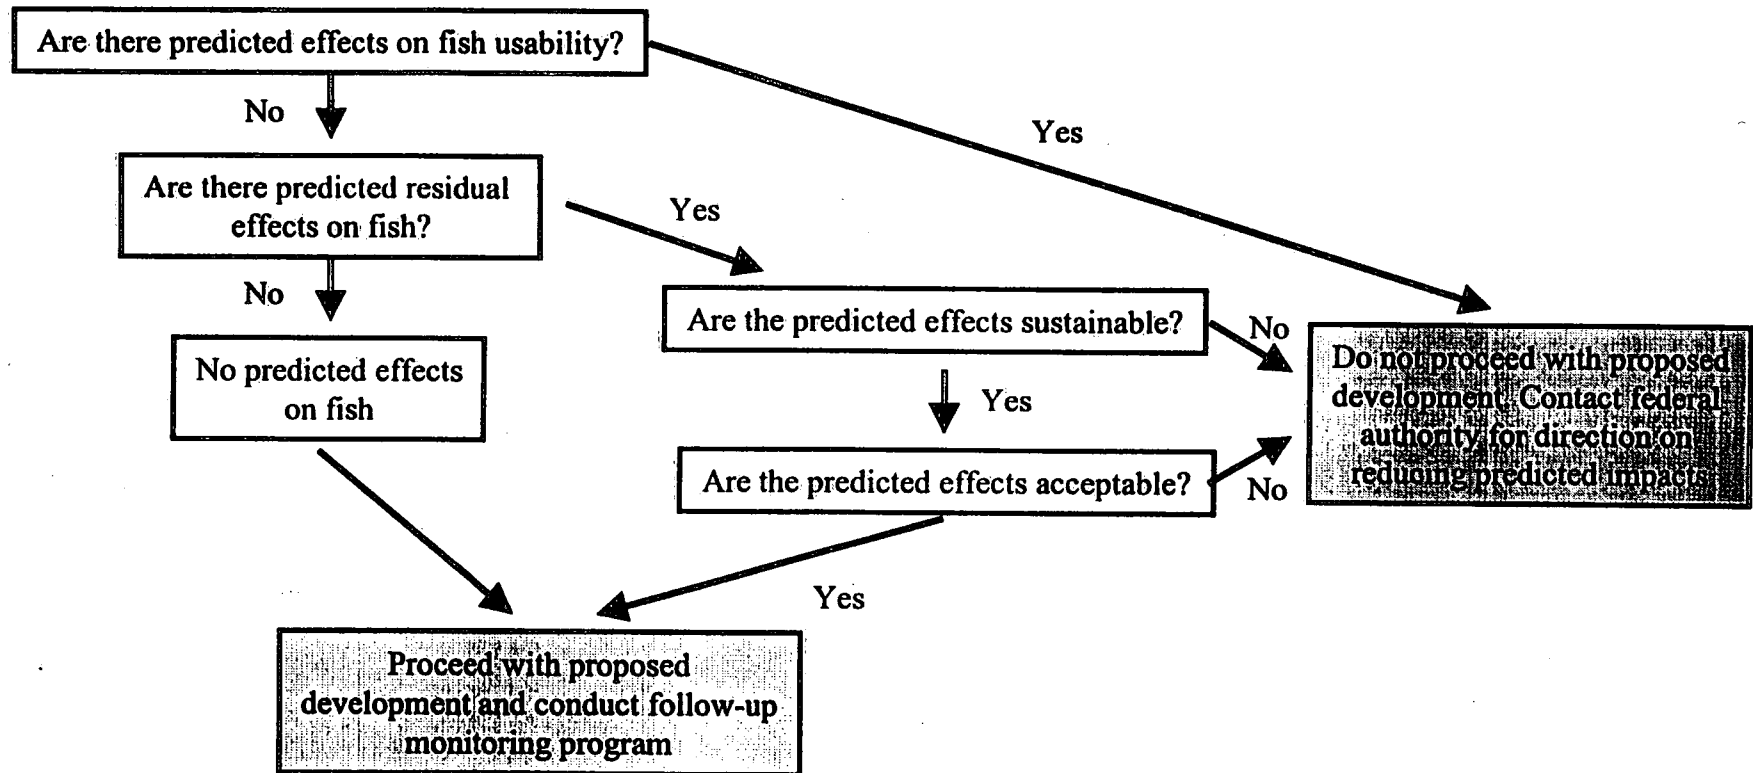 Are there predicted effects on fish usability?
No
Yes
Are there predicted residual
effects on fish?
Yes
No
Are the predicted effects sustainable?
No
Do not proceed with proposed
development. Contact federal
authority for direction on
reducing predicted impacts
No predicted effects
on fish
Yes
Are the predicted effects acceptable?
No
Yes
Proceed with proposed
development and conduct follow-up
monitoring program